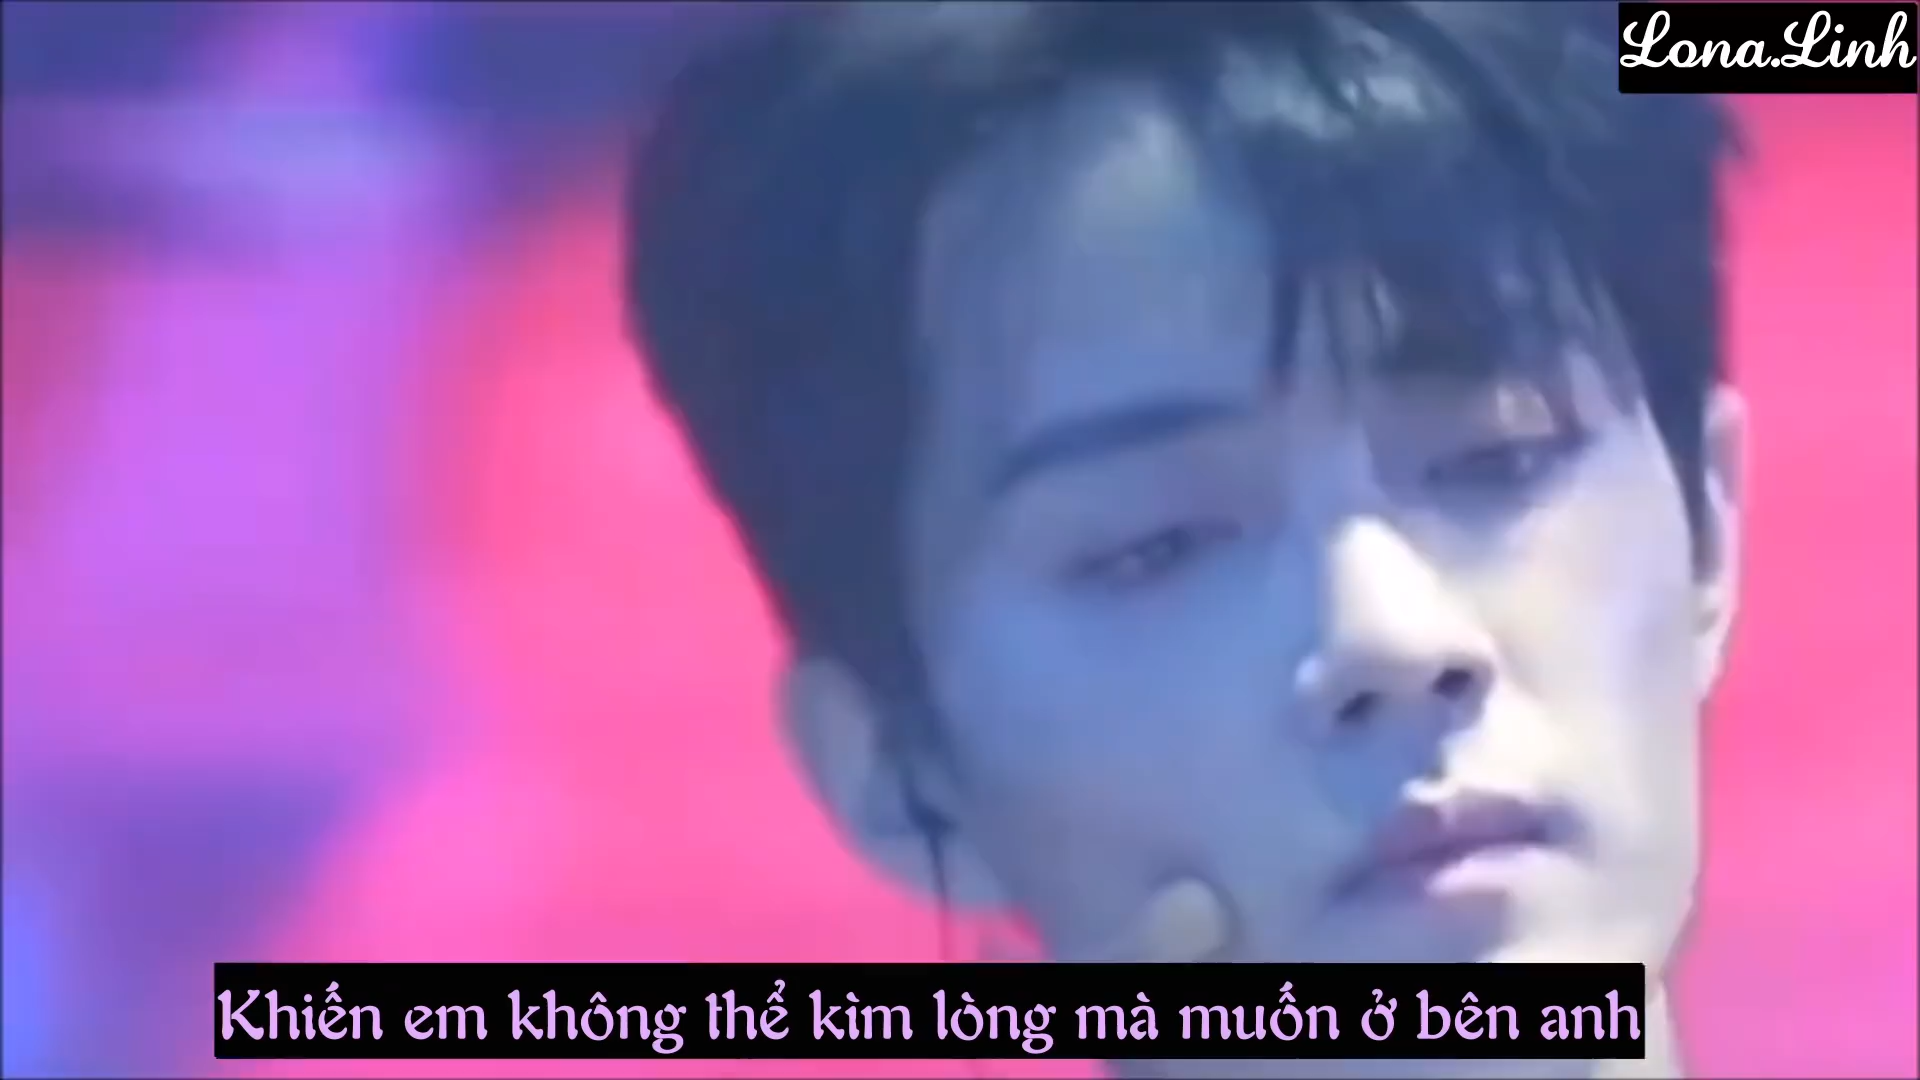 Lona.Linh
Khiến em không thể kìm lòng mà muốn ở bên anh